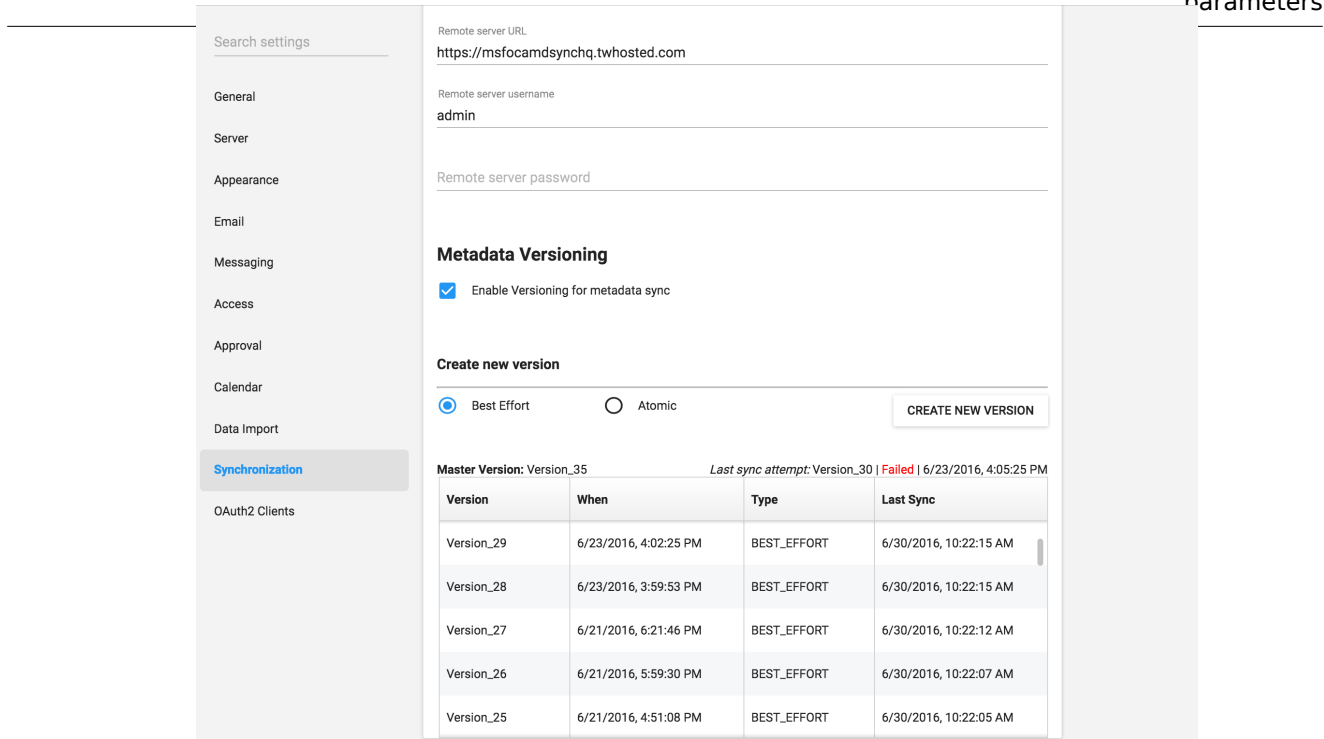 parameters
Search settings
General
Server
Appearance
Email
Messaging
Access
Approval
Calendar
Data Import
Synchronization
OAuth2 Clients
Remote server URL
https://msfocamdsynchq.twhosted.com
Remote server username
admin
Remote server password
Metadata Versioning
Enable Versioning for metadata sync
Create new version
Best Effort Atomic CREATE NEW VERSION
Master Version: Version_35 Last sync attempt: Version_30 | Failed | 6/23/2016, 4:05:25 PM
Version When Type Last Sync
Version_29 6/23/2016, 4:02:25 PM BEST_EFFORT 6/30/2016, 10:22:15 AM
Version_28 6/23/2016, 3:59:53 PM BEST_EFFORT 6/30/2016, 10:22:15 AM
Version_27 6/21/2016, 6:21:46 PM BEST_EFFORT 6/30/2016, 10:22:12 AM
Version_26 6/21/2016, 5:59:30 PM BEST_EFFORT 6/30/2016, 10:22:07 AM
Version_25 6/21/2016, 4:51:08 PM BEST_EFFORT 6/30/2016, 10:22:05 AM